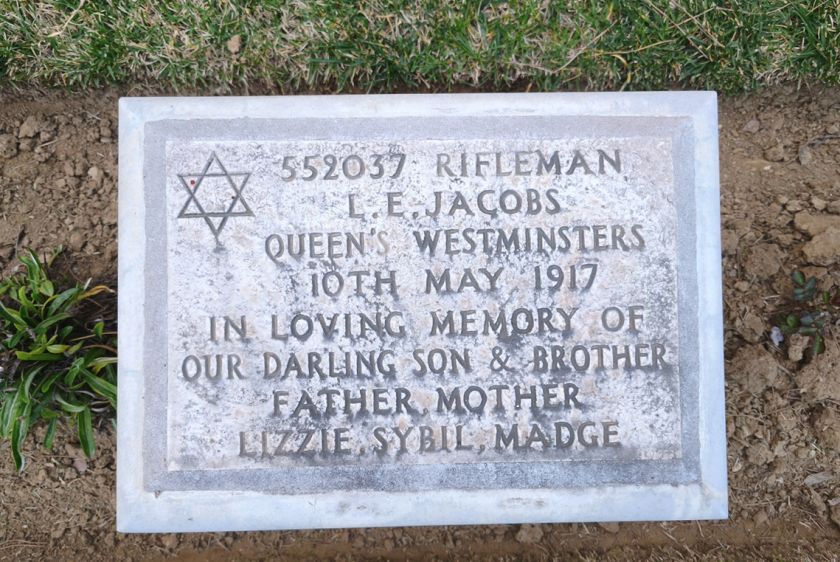 552037 RIFLEMAN
L.E. JACOBS
QUEEN'S WESTMINSTERS
10TH MAY 1917
IN LOVING MEMORY OF
OUR DARLING SON & BROTHER
FATHER, MOTHER
LIZZIE, SYBIL, MADGE